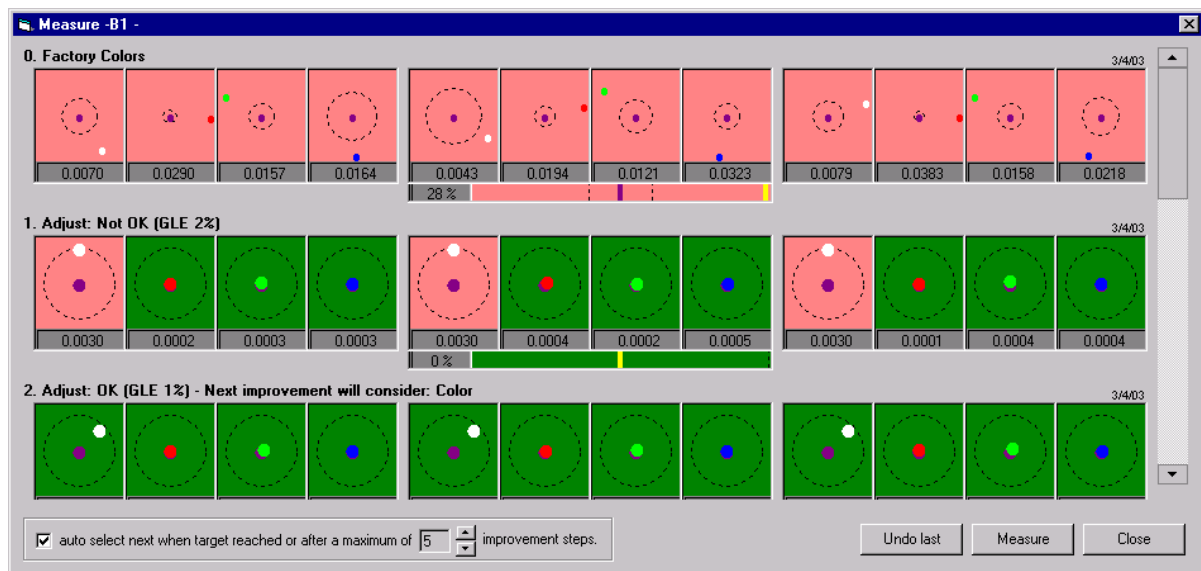 Measure -B1 -
0. Factory Colors
3/4/03
0.0070 0.0290 0.0157 0.0164 0.0043 0.0194 0.0121 0.0323 0.0079 0.0383 0.0158 0.0218
28 %
1. Adjust: Not OK (GLE 2%)
3/4/03
0.0030 0.0002 0.0003 0.0003 0.0030 0.0004 0.0002 0.0005 0.0030 0.0001 0.0004 0.0004
0 %
2. Adjust: OK (GLE 1%) - Next improvement will consider: Color
3/4/03
auto select next when target reached or after a maximum of 5 improvement steps.
Undo last Measure Close